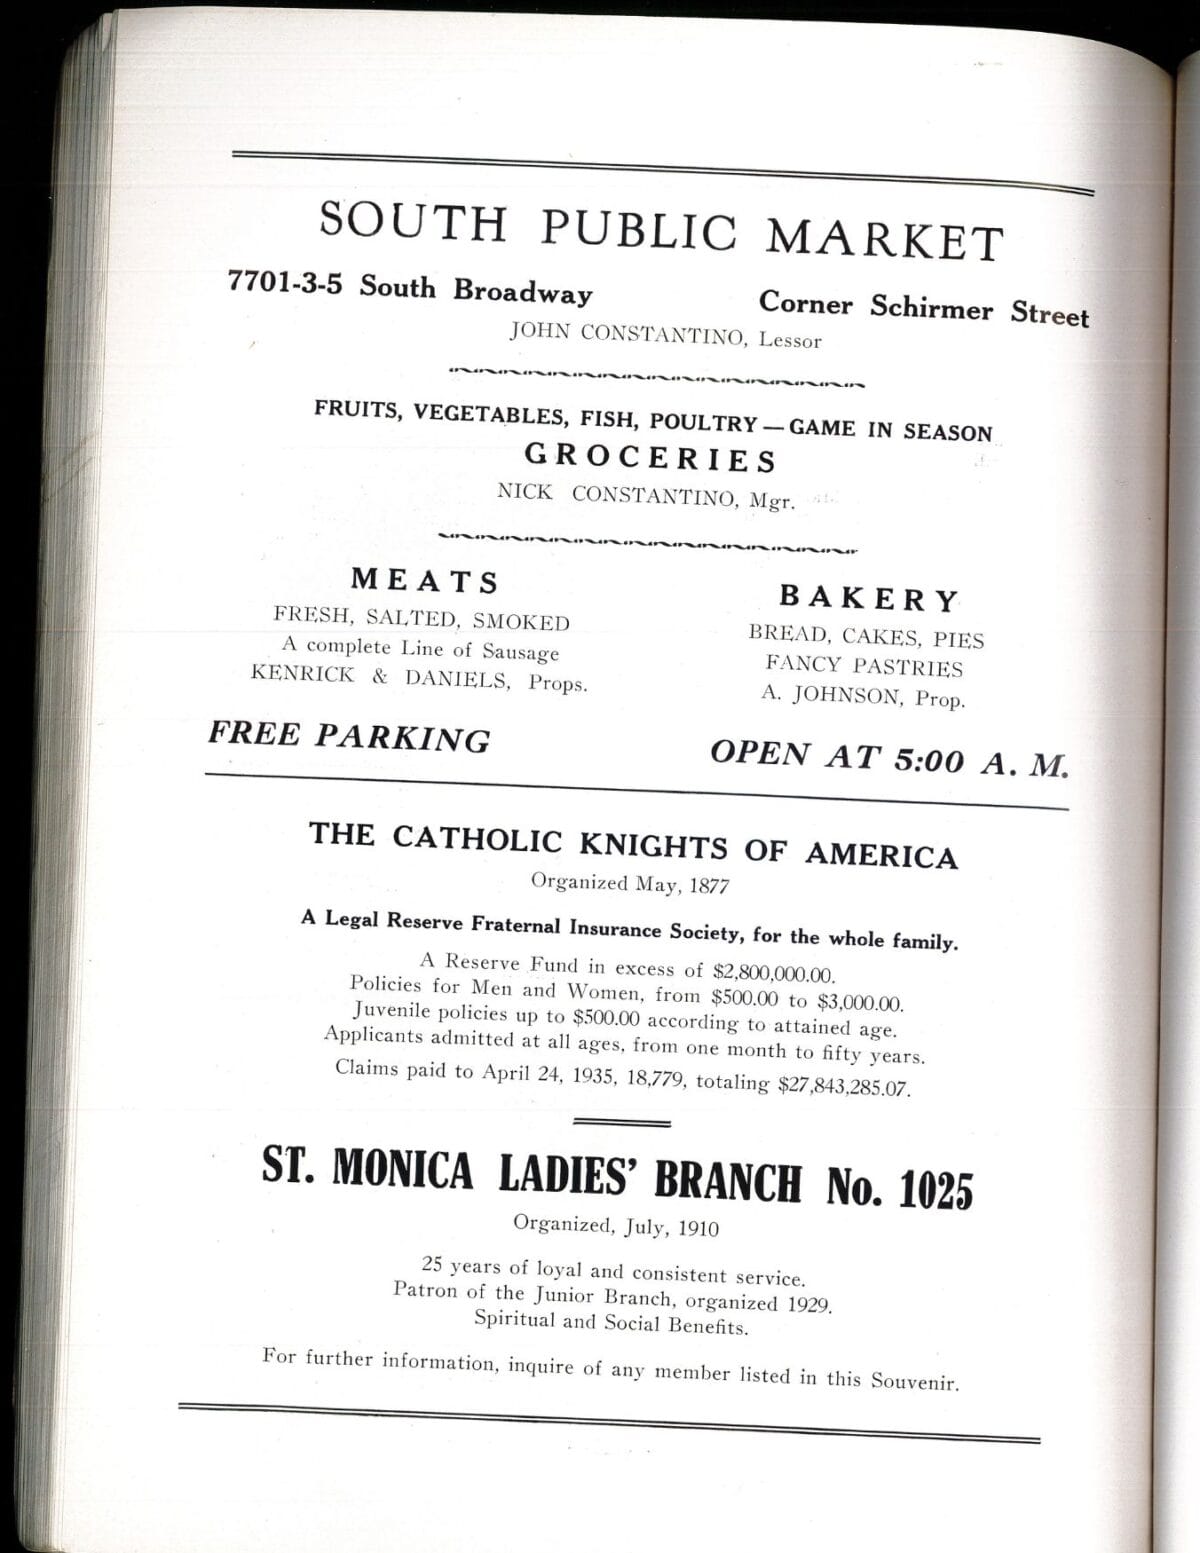 SOUTH PUBLIC MARKET
7701-3-5 South Broadway Corner Schirmer Street
JOHN CONSTANTINO, Lessor
FRUITS, VEGETABLES, FISH, POULTRY — GAME IN SEASON
GROCERIES
NICK CONSTANTINO, Mgr.
MEATS
FRESH, SALTED, SMOKED
A complete Line of Sausage
KENRICK & DANIELS, Props.
BAKERY
BREAD, CAKES, PIES
FANCY PASTRIES
A. JOHNSON, Prop.
FREE PARKING OPEN AT 5:00 A. M.
THE CATHOLIC KNIGHTS OF AMERICA
Organized May, 1877
A Legal Reserve Fraternal Insurance Society, for the whole family.
A Reserve Fund in excess of $2,800,000.00.
Policies for Men and Women, from $500.00 to $3,000.00.
Juvenile policies up to $500.00 according to attained age.
Applicants admitted at all ages, from one month to fifty years.
Claims paid to April 24, 1935, 18,779, totaling $27,843,285.07.
ST. MONICA LADIES' BRANCH No. 1025
Organized, July, 1910
25 years of loyal and consistent service.
Patron of the Junior Branch, organized 1929.
Spiritual and Social Benefits.
For further information, inquire of any member listed in this Souvenir.